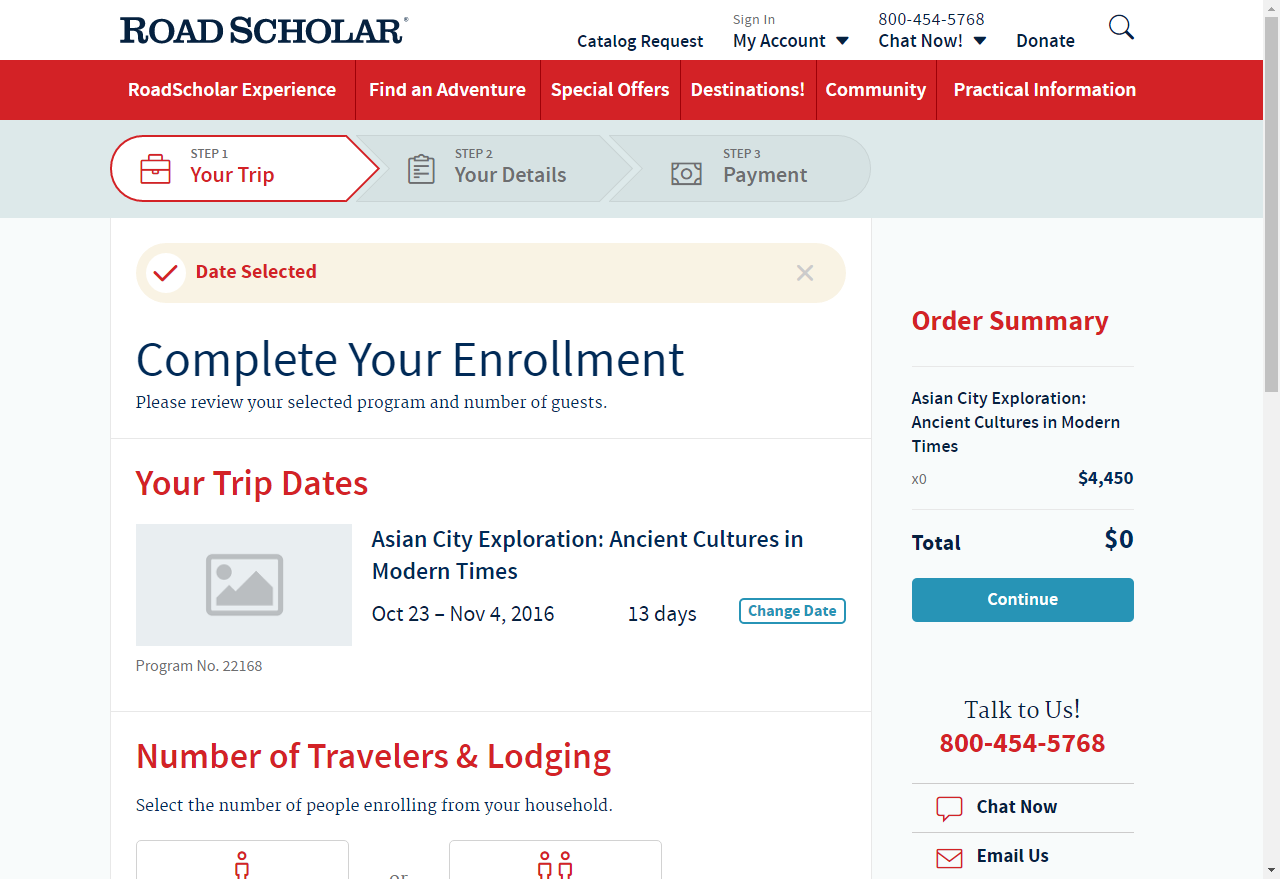 ROAD SCHOLAR®
Sign In
My Account
800-454-5768
Chat Now!
Catalog Request
Donate
RoadScholar Experience
Find an Adventure
Special Offers
Destinations!
Community
Practical Information
STEP 1
Your Trip
STEP 2
Your Details
STEP 3
Payment
Date Selected
Complete Your Enrollment
Please review your selected program and number of guests.
Your Trip Dates
Asian City Exploration: Ancient Cultures in
Modern Times
Oct 23 – Nov 4, 2016
13 days
Change Date
Program No. 22168
Number of Travelers & Lodging
Select the number of people enrolling from your household.
or
Order Summary
Asian City Exploration:
Ancient Cultures in Modern
Times
x0
$4,450
Total
$0
Continue
Talk to Us!
800-454-5768
Chat Now
Email Us